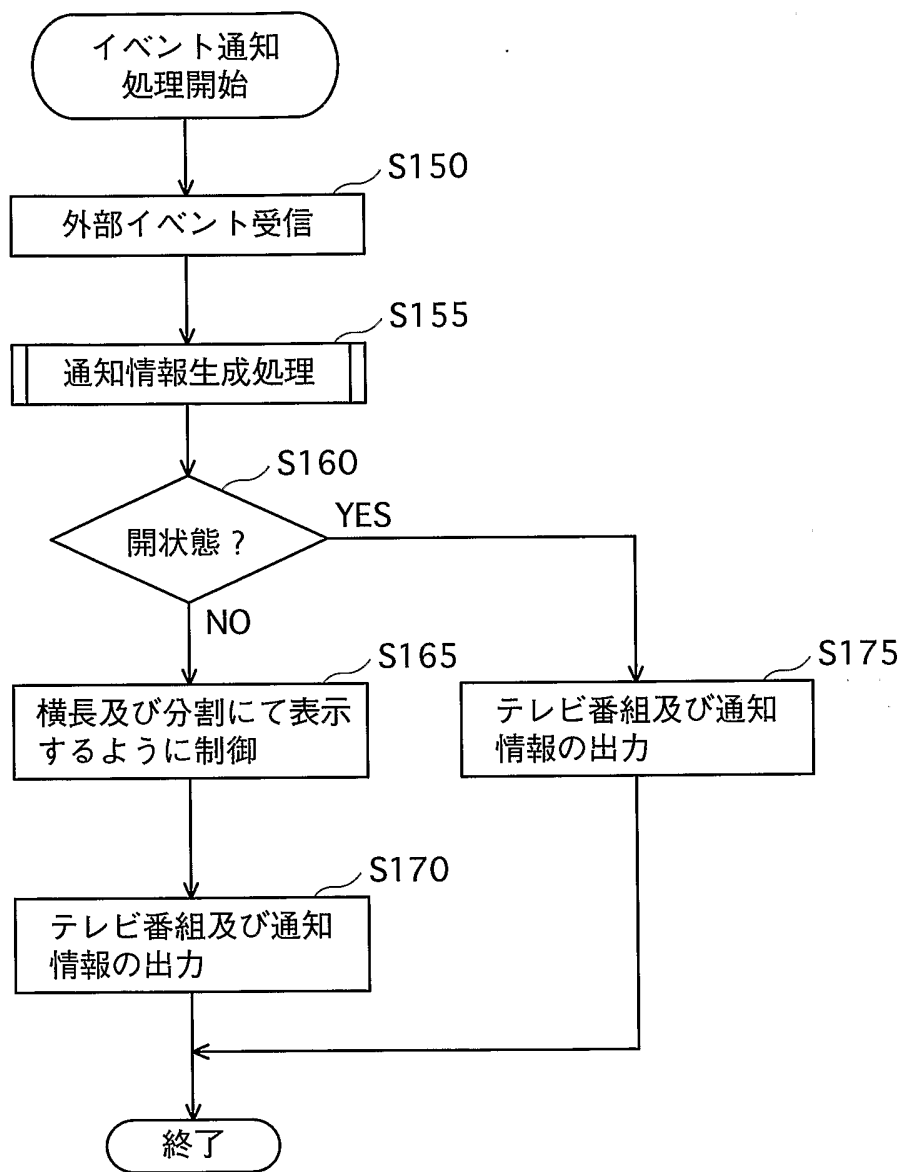 イベント通知
処理開始
S150
外部イベント受信
S155
通知情報生成処理
S160
開状態？
YES
NO
S165
横長及び分割にて表示
するように制御
S175
テレビ番組及び通知
情報の出力
S170
テレビ番組及び通知
情報の出力
終了